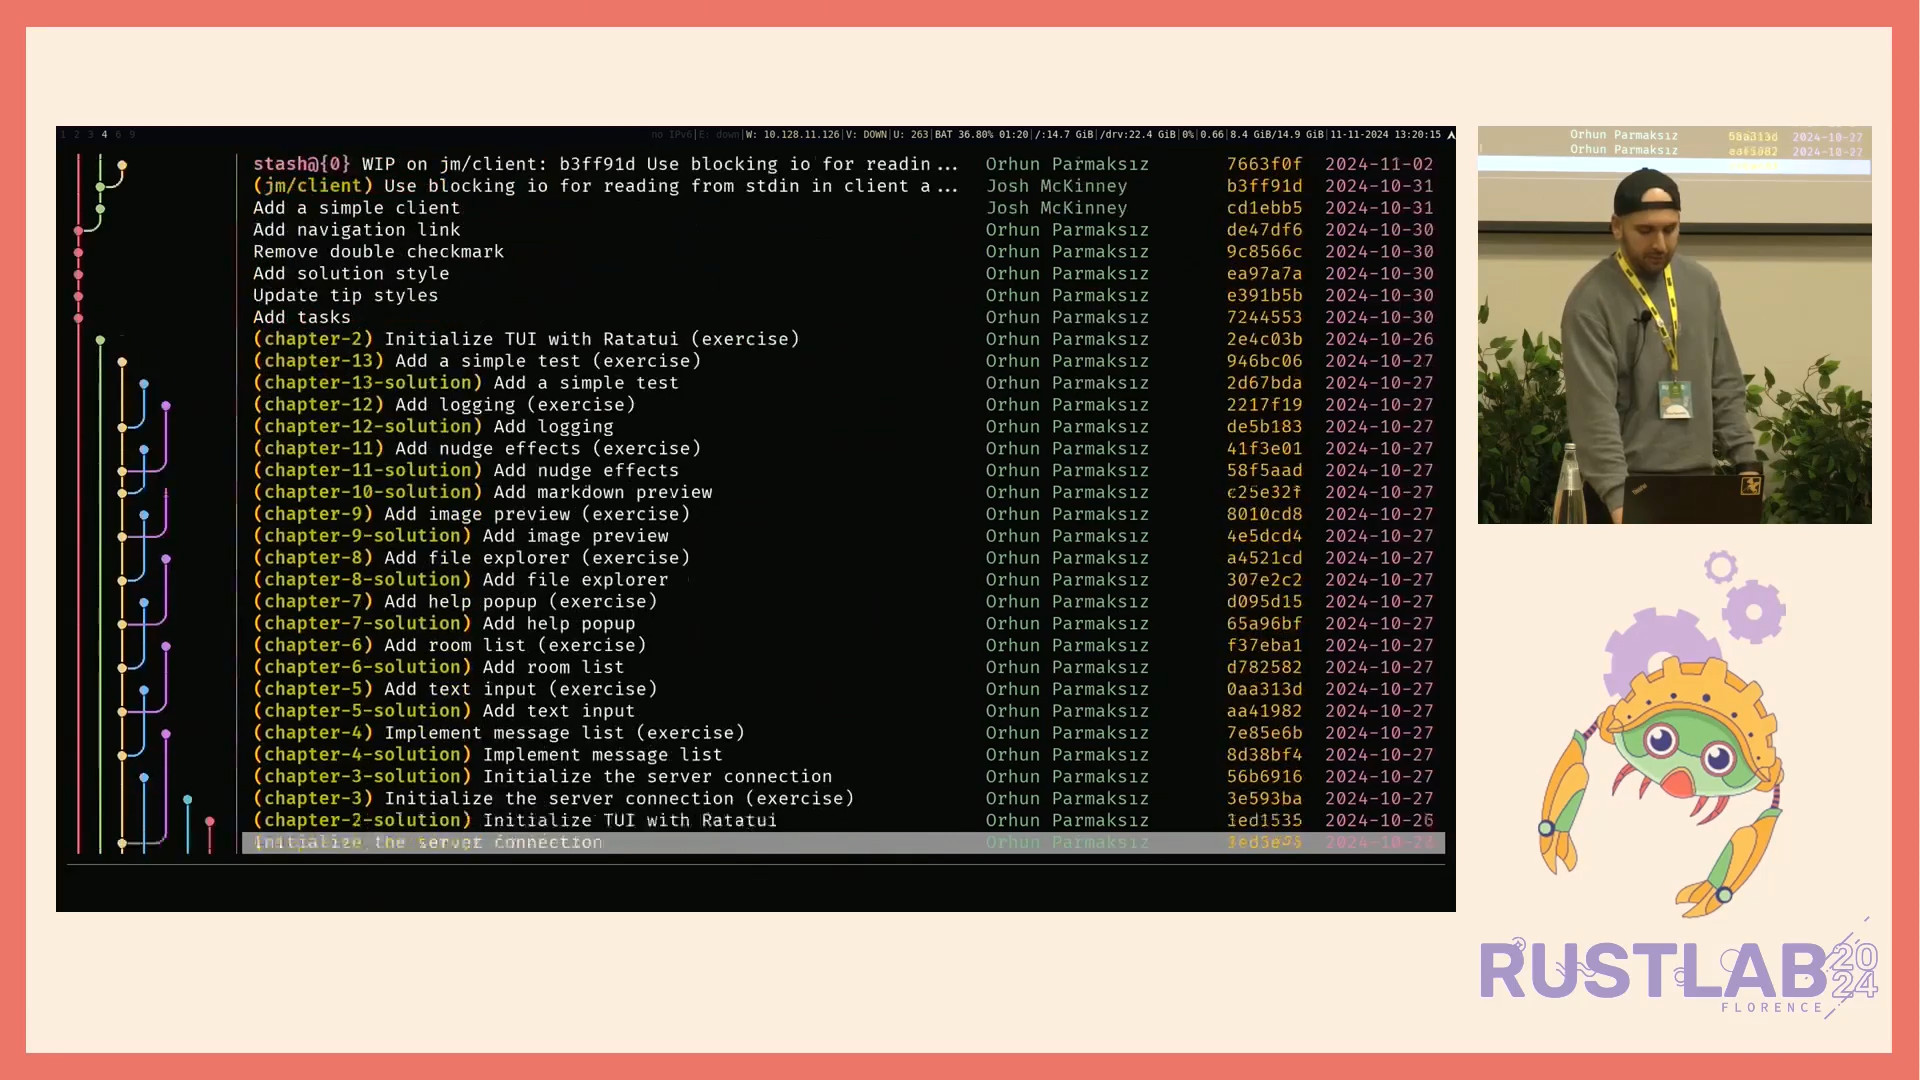 1 2 3 4 6 9 no IPv6|E: down|W: 10.128.11.126|V: DOWN|U: 263|BAT 36.80% 01:20|/:14.7 GiB|/drv:22.4 GiB|0%|0.66|8.4 GiB/14.9 GiB|11-11-2024 13:20:15
stash@{0} WIP on jm/client: b3ff91d Use blocking io for readin... Orhun Parmaksız 7663f0f 2024-11-02
(jm/client) Use blocking io for reading from stdin in client a... Josh McKinney b3ff91d 2024-10-31
Add a simple client Josh McKinney cd1ebb5 2024-10-31
Add navigation link Orhun Parmaksız de47df6 2024-10-30
Remove double checkmark Orhun Parmaksız 9c8566c 2024-10-30
Add solution style Orhun Parmaksız ea97a7a 2024-10-30
Update tip styles Orhun Parmaksız e391b5b 2024-10-30
Add tasks Orhun Parmaksız 7244553 2024-10-30
(chapter-2) Initialize TUI with Ratatui (exercise) Orhun Parmaksız 2e4c03b 2024-10-26
(chapter-13) Add a simple test (exercise) Orhun Parmaksız 946bc06 2024-10-27
(chapter-13-solution) Add a simple test Orhun Parmaksız 2d67bda 2024-10-27
(chapter-12) Add logging (exercise) Orhun Parmaksız 2217f19 2024-10-27
(chapter-12-solution) Add logging Orhun Parmaksız de5b183 2024-10-27
(chapter-11) Add nudge effects (exercise) Orhun Parmaksız 41f3e01 2024-10-27
(chapter-11-solution) Add nudge effects Orhun Parmaksız 58f5aad 2024-10-27
(chapter-10-solution) Add markdown preview Orhun Parmaksız c25e32f 2024-10-27
(chapter-9) Add image preview (exercise) Orhun Parmaksız 8010cd8 2024-10-27
(chapter-9-solution) Add image preview Orhun Parmaksız 4e5dcd4 2024-10-27
(chapter-8) Add file explorer (exercise) Orhun Parmaksız a4521cd 2024-10-27
(chapter-8-solution) Add file explorer Orhun Parmaksız 307e2c2 2024-10-27
(chapter-7) Add help popup (exercise) Orhun Parmaksız d095d15 2024-10-27
(chapter-7-solution) Add help popup Orhun Parmaksız 65a96bf 2024-10-27
(chapter-6) Add room list (exercise) Orhun Parmaksız f37eba1 2024-10-27
(chapter-6-solution) Add room list Orhun Parmaksız d782582 2024-10-27
(chapter-5) Add text input (exercise) Orhun Parmaksız 0aa313d 2024-10-27
(chapter-5-solution) Add text input Orhun Parmaksız aa41982 2024-10-27
(chapter-4) Implement message list (exercise) Orhun Parmaksız 7e85e6b 2024-10-27
(chapter-4-solution) Implement message list Orhun Parmaksız 8d38bf4 2024-10-27
(chapter-3-solution) Initialize the server connection Orhun Parmaksız 56b6916 2024-10-27
(chapter-3) Initialize the server connection (exercise) Orhun Parmaksız 3e593ba 2024-10-27
(chapter-2-solution) Initialize TUI with Ratatui Orhun Parmaksız 1ed1535 2024-10-26
Initialize the server connection Orhun Parmaksız
Orhun Parmaksız 2024-10-27
Orhun Parmaksız 2024-10-27
RUSTLAB 2024
FLORENCE